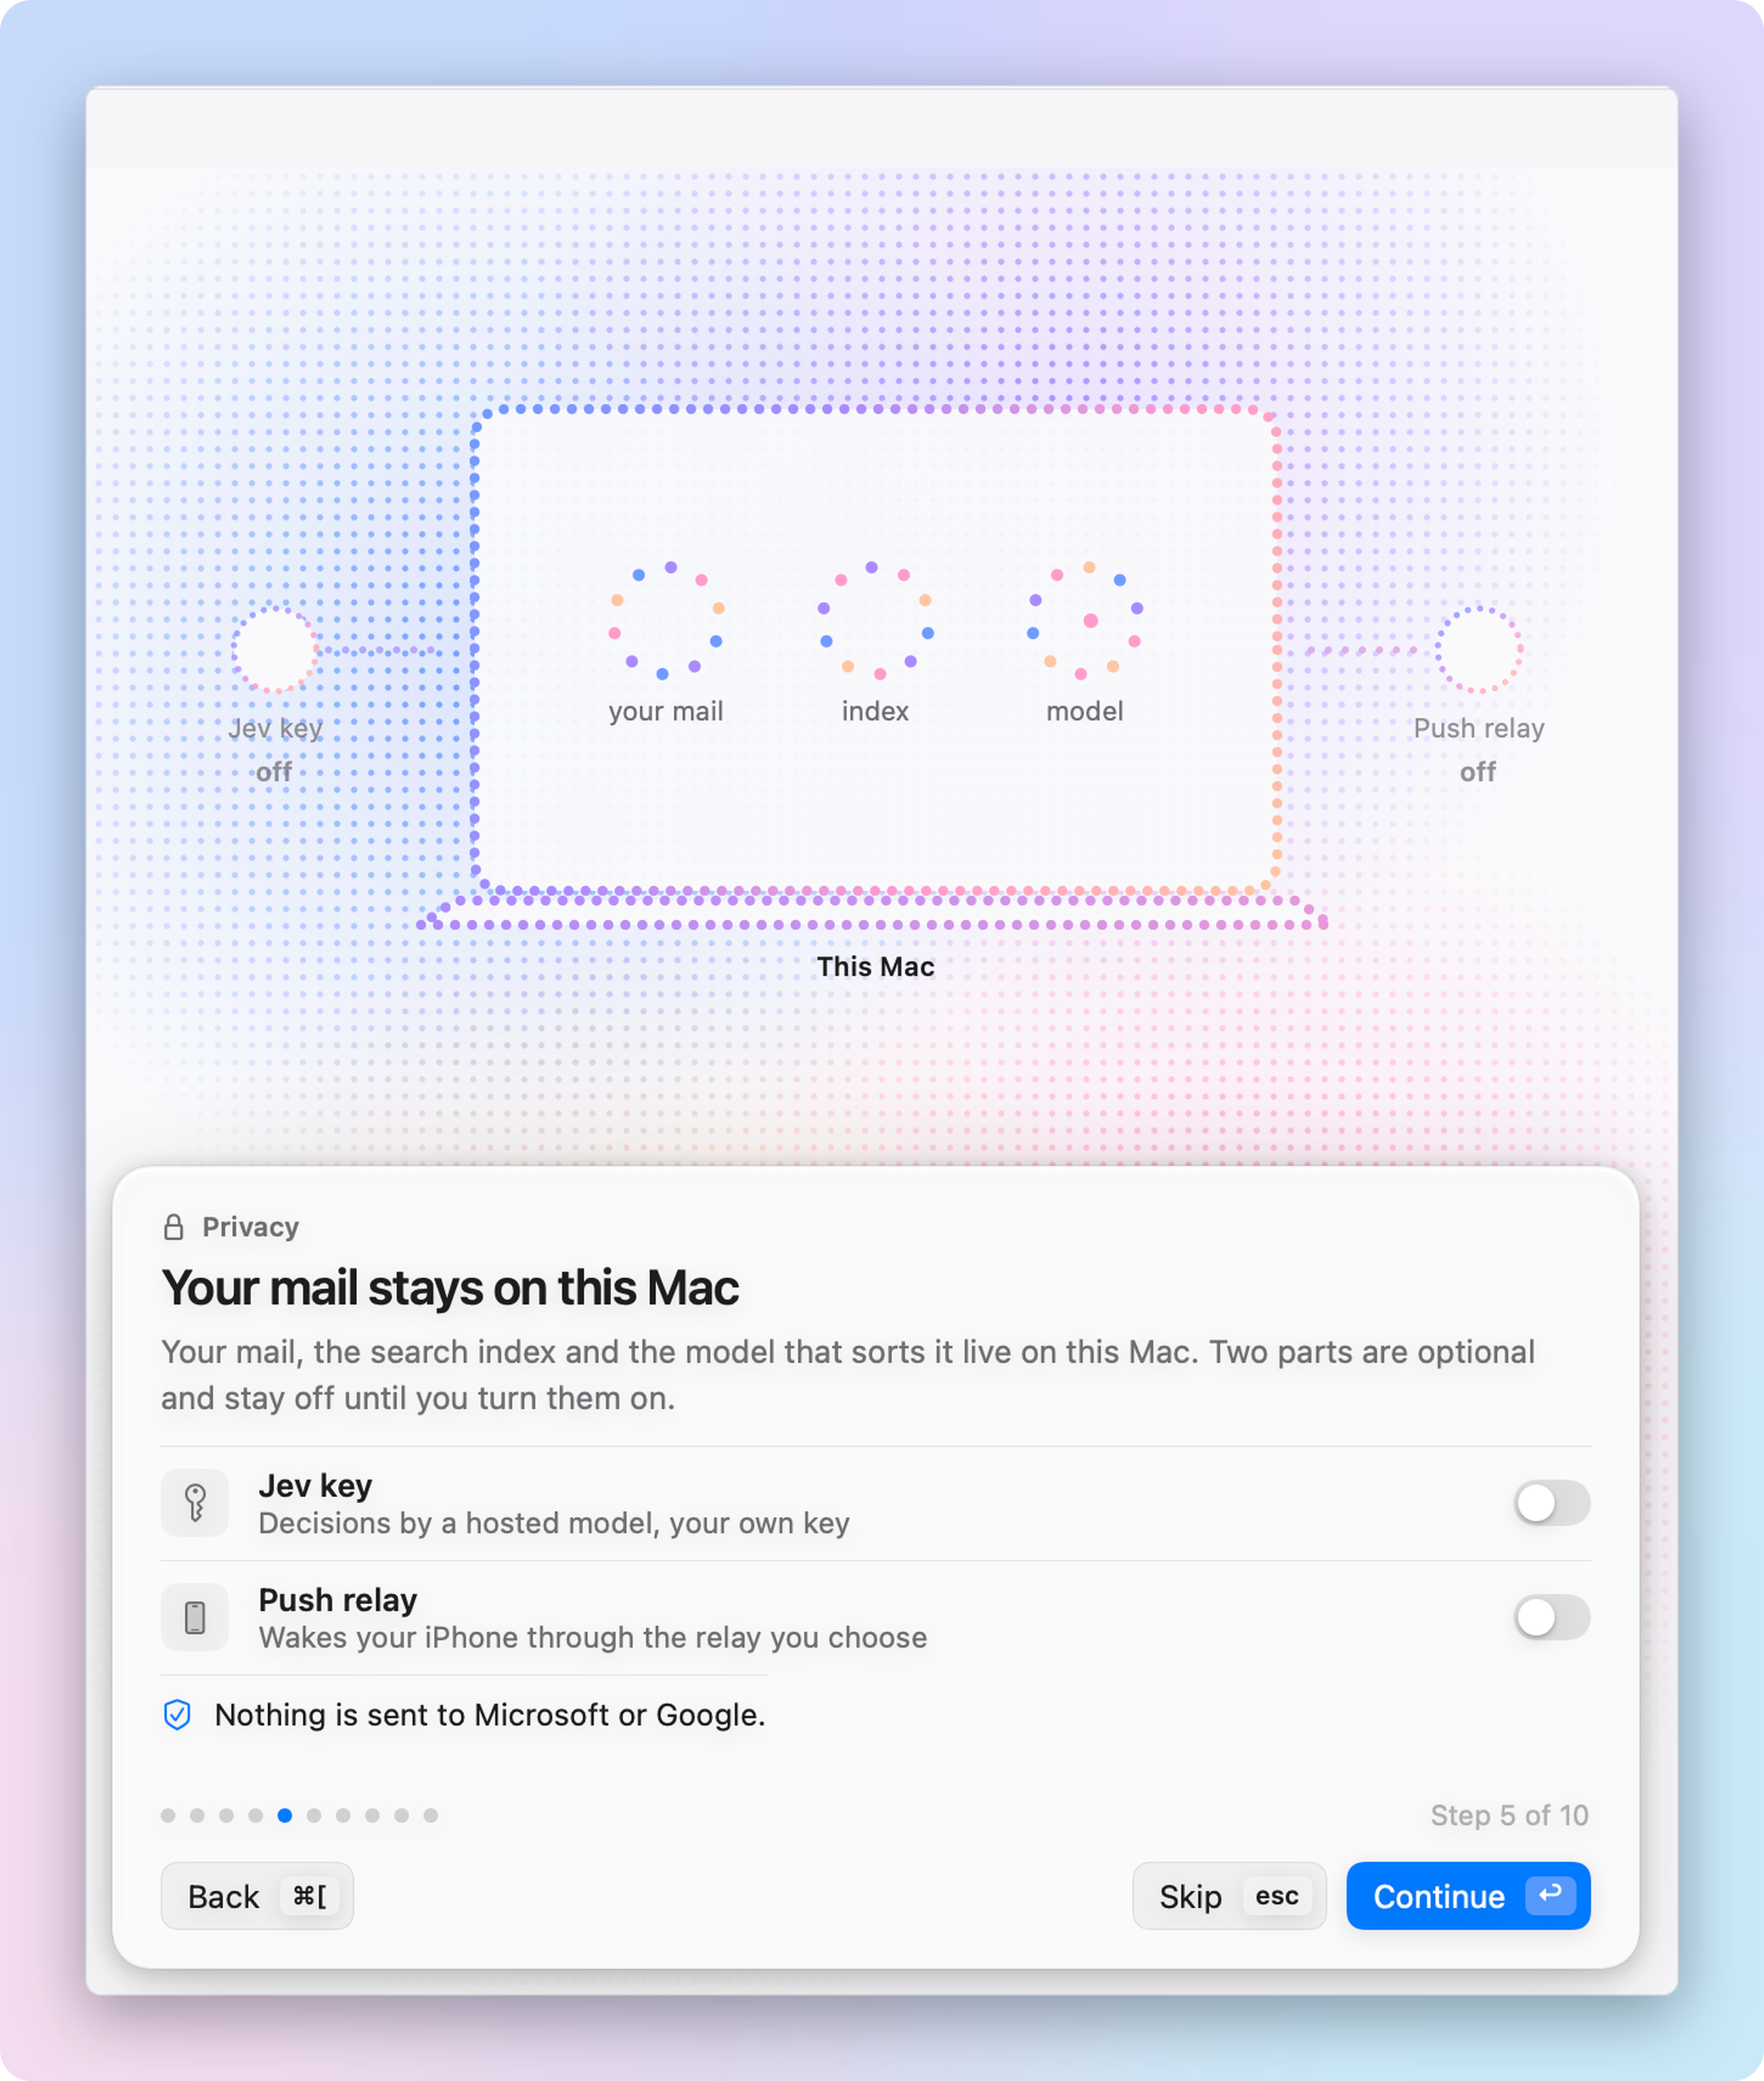 your mail
index
model
Jev key
off
Push relay
off
This Mac
Privacy
Your mail stays on this Mac
Your mail, the search index and the model that sorts it live on this Mac. Two parts are optional
and stay off until you turn them on.
Jev key
Decisions by a hosted model, your own key
Push relay
Wakes your iPhone through the relay you choose
Nothing is sent to Microsoft or Google.
Step 5 of 10
Back ⌘[
Skip esc
Continue ↩